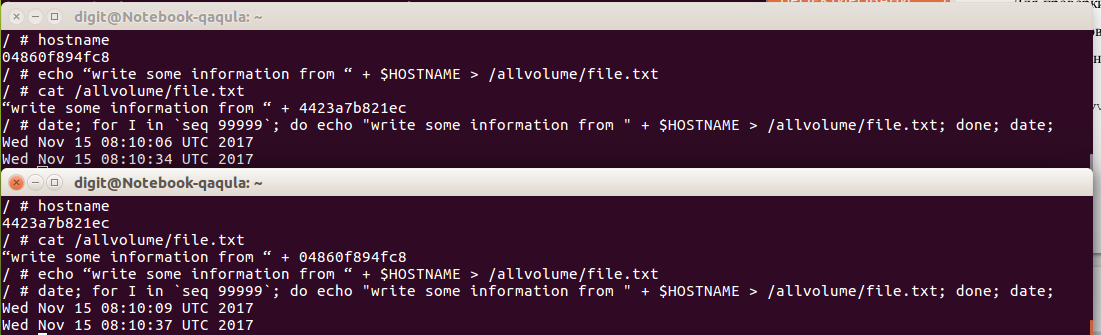 digit@Notebook-qaqula: ~
/ # hostname
04860f894fc8
/ # echo “write some information from “ + $HOSTNAME > /allvolume/file.txt
/ # cat /allvolume/file.txt
“write some information from “ + 4423a7b821ec
/ # date; for I in `seq 99999`; do echo "write some information from " + $HOSTNAME > /allvolume/file.txt; done; date;
Wed Nov 15 08:10:06 UTC 2017
Wed Nov 15 08:10:34 UTC 2017
digit@Notebook-qaqula: ~
/ # hostname
4423a7b821ec
/ # cat /allvolume/file.txt
“write some information from “ + 04860f894fc8
/ # echo “write some information from “ + $HOSTNAME > /allvolume/file.txt
/ # date; for I in `seq 99999`; do echo "write some information from " + $HOSTNAME > /allvolume/file.txt; done; date;
Wed Nov 15 08:10:09 UTC 2017
Wed Nov 15 08:10:37 UTC 2017